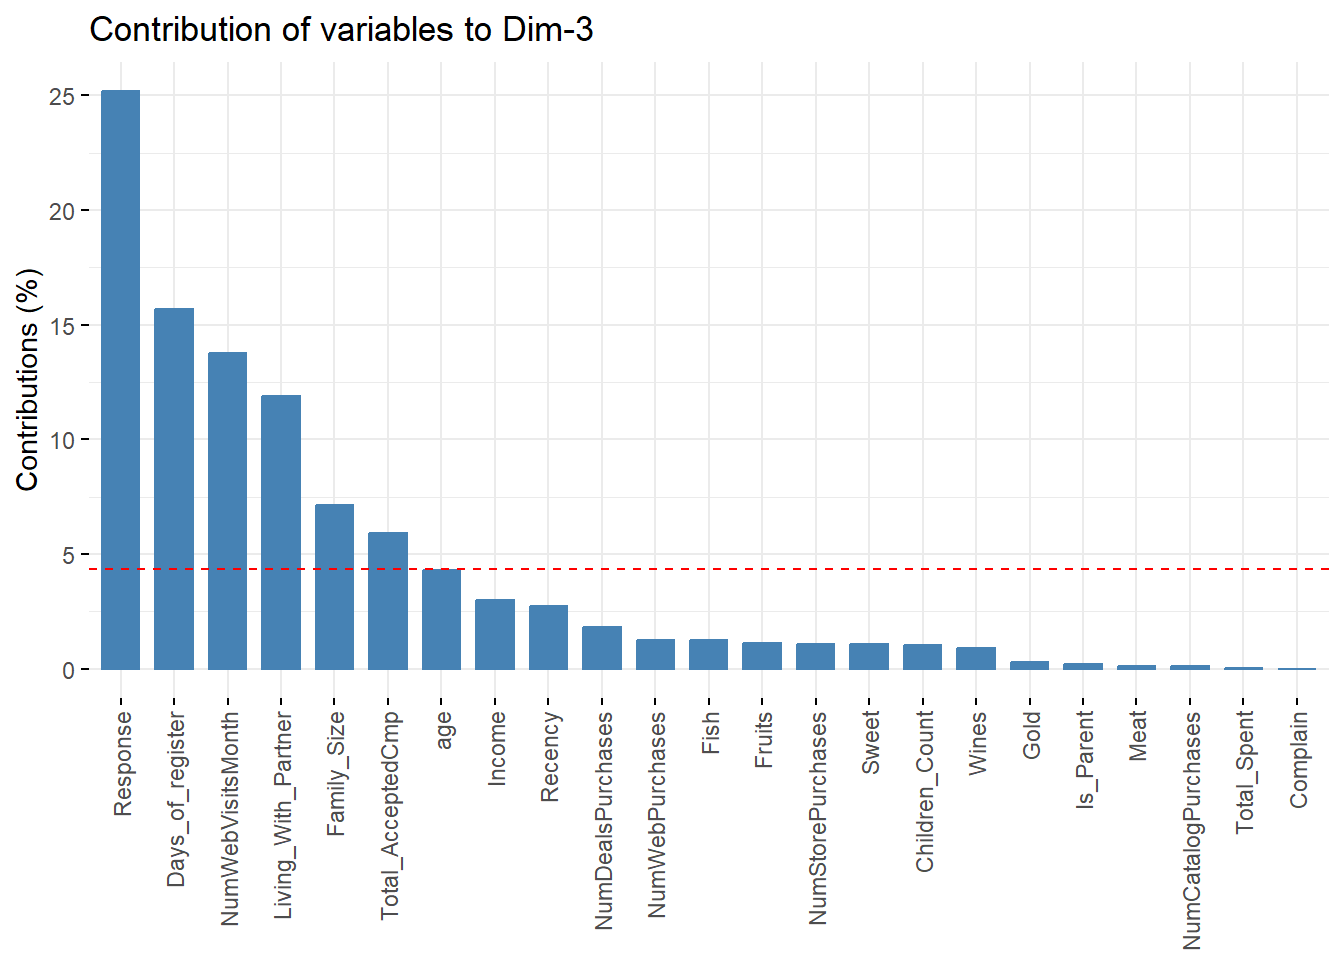 Contribution of variables to Dim-3
Contributions (%)
25
20
15
10
5
0
Response
Days_of_register
NumWebVisitsMonth
Living_With_Partner
Family_Size
Total_AcceptedCmp
age
Income
Recency
NumDealsPurchases
NumWebPurchases
Fish
Fruits
NumStorePurchases
Sweet
Children_Count
Wines
Gold
Is_Parent
Meat
NumCatalogPurchases
Total_Spent
Complain